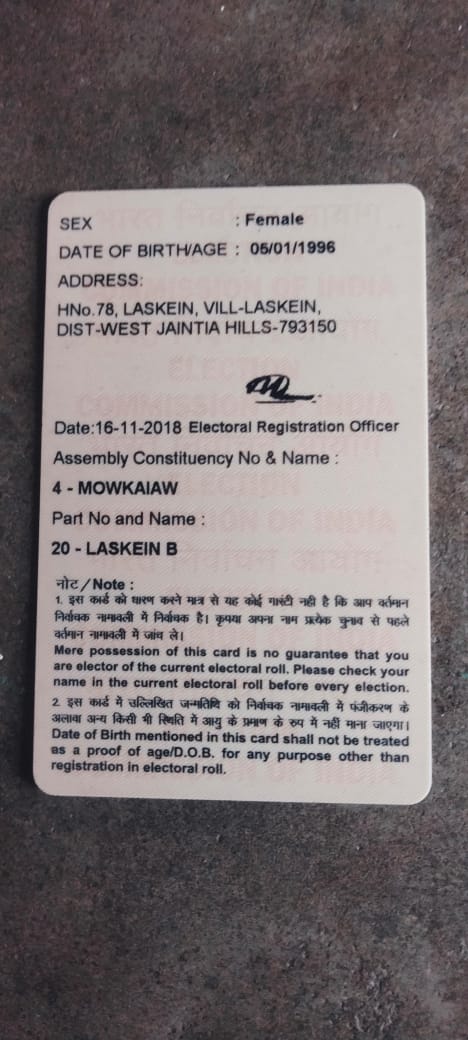 SEX : Female
DATE OF BIRTH/AGE : 05/01/1996
ADDRESS:
HNo.78, LASKEIN, VILL-LASKEIN,
DIST-WEST JAINTIA HILLS-793150
Date:16-11-2018 Electoral Registration Officer
Assembly Constituency No & Name :
4 - MOWKAIAW
Part No and Name :
20 - LASKEIN B
नोट / Note :
1. इस कार्ड को धारण करने मात्र से यह कोई गारंटी नही है कि आप वर्तमान
निर्वाचक नामावली में निर्वाचक है। कृपया अपना नाम प्रत्येक चुनाव से पहले
वर्तमान नामावली में जांच ले।
Mere possession of this card is no guarantee that you
are elector of the current electoral roll. Please check your
name in the current electoral roll before every election.
2. इस कार्ड में उल्लिखित जन्मतिथि को निर्वाचक नामावली में पंजीकरण के
अलावा अन्य किसी भी स्थिति में आयु के प्रमाण के रुप में नहीं माना जाएगा।
Date of Birth mentioned in this card shall not be treated
as a proof of age/D.O.B. for any purpose other than
registration in electoral roll.